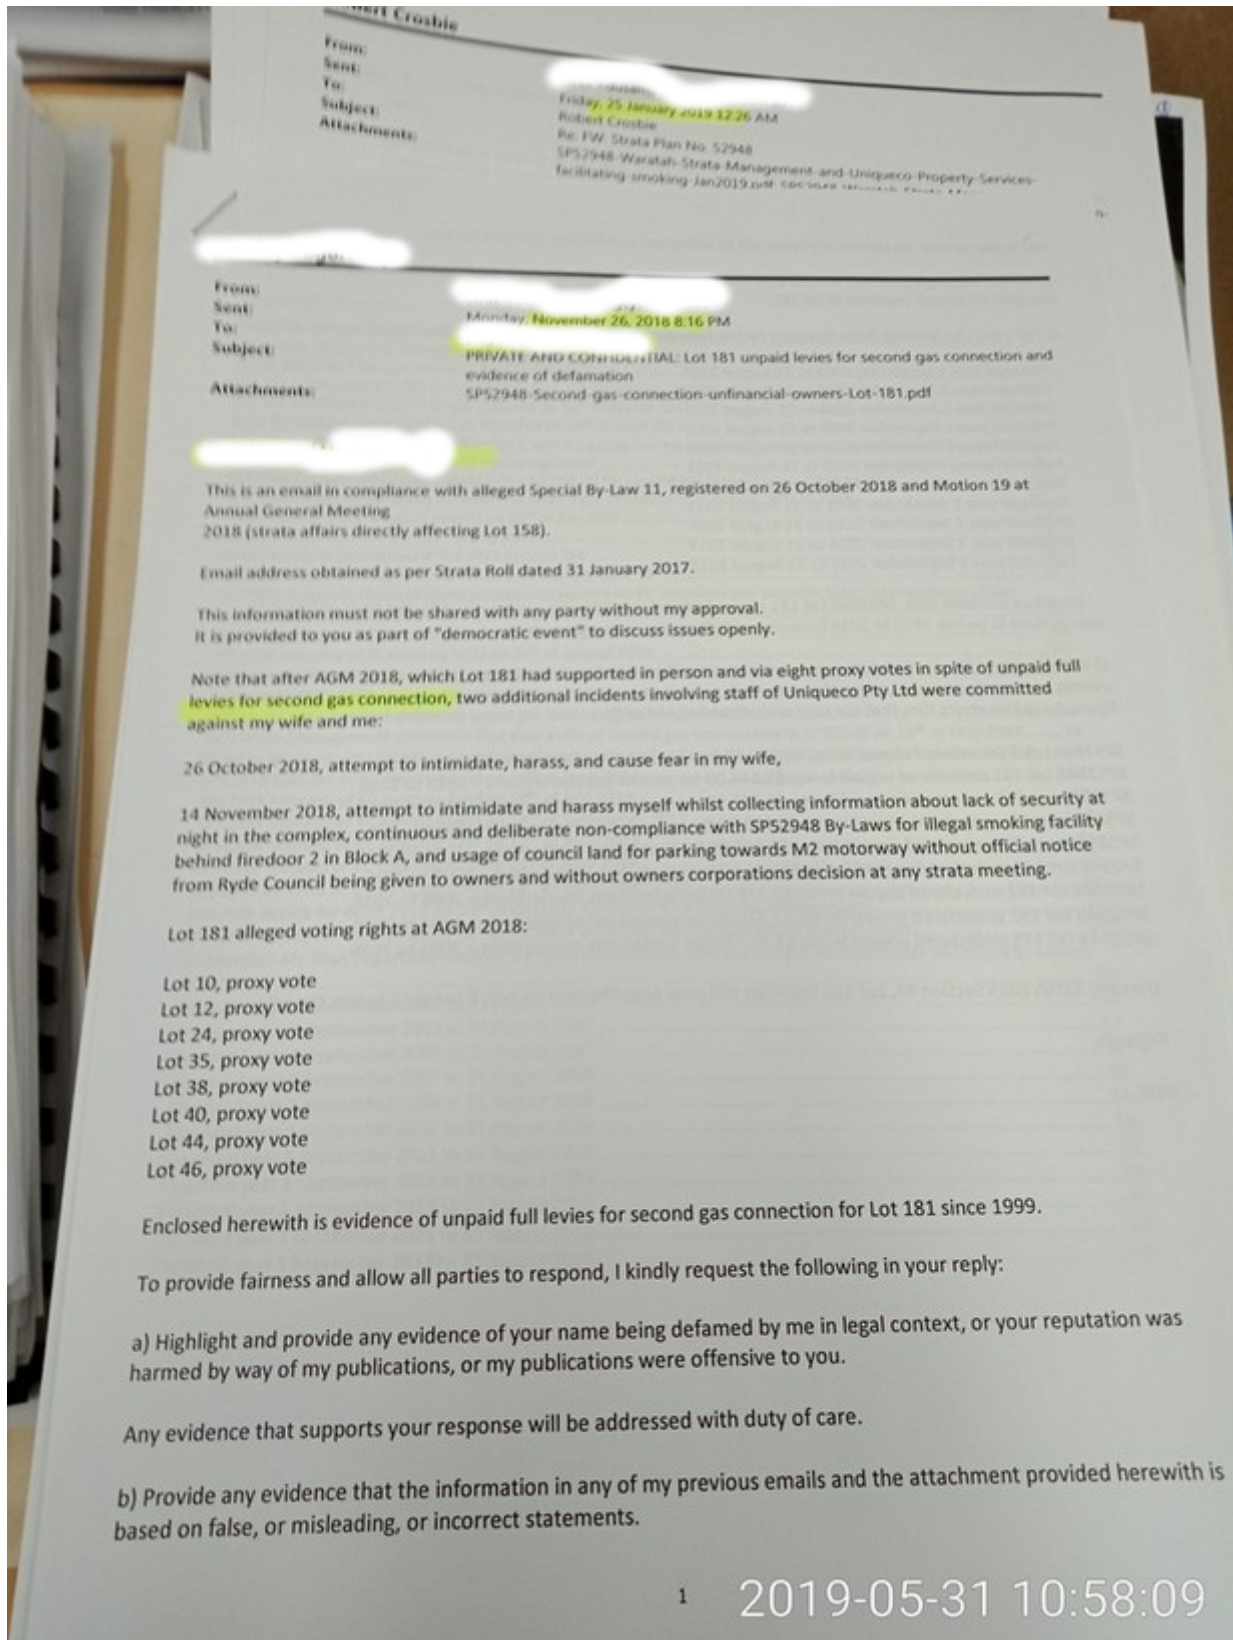 Robert Crosbie
From:
Sent:
To:
Subject:
Attachments:
Friday, 25 January 2019 12:26 AM
Robert Crosbie
Re: FW: Strata Plan No. 52948
SP52948-Waratah-Strata-Management-and-Uniqueco-Property-Services-
facilitating-smoking-Jan2019.pdf;
From:
Sent:
To:
Subject:
Attachments:
Monday, November 26, 2018 8:16 PM
PRIVATE AND CONFIDENTIAL: Lot 181 unpaid levies for second gas connection and
evidence of defamation
SP52948-Second-gas-connection-unfinancial-owners-Lot-181.pdf
This is an email in compliance with alleged Special By-Law 11, registered on 26 October 2018 and Motion 19 at
Annual General Meeting
2018 (strata affairs directly affecting Lot 158).
Email address obtained as per Strata Roll dated 31 January 2017.
This information must not be shared with any party without my approval.
It is provided to you as part of "democratic event" to discuss issues openly.
Note that after AGM 2018, which Lot 181 had supported in person and via eight proxy votes in spite of unpaid full
levies for second gas connection, two additional incidents involving staff of Uniqueco Pty Ltd were committed
against my wife and me:
26 October 2018, attempt to intimidate, harass, and cause fear in my wife,
14 November 2018, attempt to intimidate and harass myself whilst collecting information about lack of security at
night in the complex, continuous and deliberate non-compliance with SP52948 By-Laws for illegal smoking facility
behind firedoor 2 in Block A, and usage of council land for parking towards M2 motorway without official notice
from Ryde Council being given to owners and without owners corporations decision at any strata meeting.
Lot 181 alleged voting rights at AGM 2018:
Lot 10, proxy vote
Lot 12, proxy vote
Lot 24, proxy vote
Lot 35, proxy vote
Lot 38, proxy vote
Lot 40, proxy vote
Lot 44, proxy vote
Lot 46, proxy vote
Enclosed herewith is evidence of unpaid full levies for second gas connection for Lot 181 since 1999.
To provide fairness and allow all parties to respond, I kindly request the following in your reply:
a) Highlight and provide any evidence of your name being defamed by me in legal context, or your reputation was
harmed by way of my publications, or my publications were offensive to you.
Any evidence that supports your response will be addressed with duty of care.
b) Provide any evidence that the information in any of my previous emails and the attachment provided herewith is
based on false, or misleading, or incorrect statements.
1
2019-05-31 10:58:09